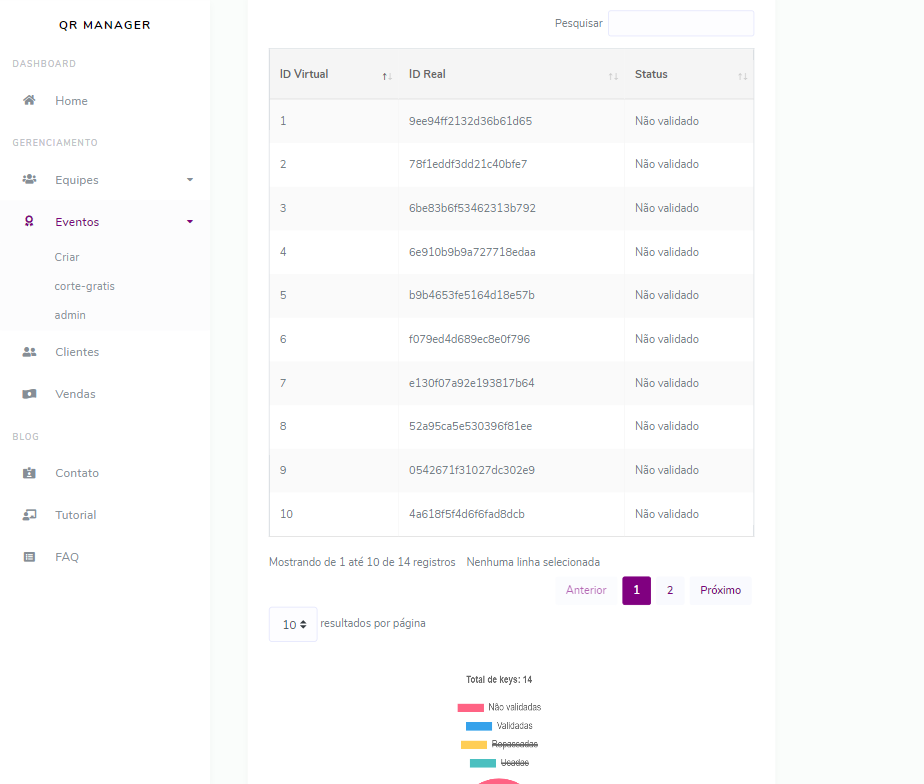 QR MANAGER
DASHBOARD
Home
GERENCIAMENTO
Equipes
Eventos
Criar
corte-gratis
admin
Clientes
Vendas
BLOG
Contato
Tutorial
FAQ
Pesquisar
ID Virtual ID Real Status
1 9ee94ff2132d36b61d65 Não validado
2 78f1eddf3dd21c40bfe7 Não validado
3 6be83b6f53462313b792 Não validado
4 6e910b9b9a727718edaa Não validado
5 b9b4653fe5164d18e57b Não validado
6 f079ed4d689ec8e0f796 Não validado
7 e130f07a92e193817b64 Não validado
8 52a95ca5e530396f81ee Não validado
9 0542671f31027dc302e9 Não validado
10 4a618f5f4d6f6fad8dcb Não validado
Mostrando de 1 até 10 de 14 registros Nenhuma linha selecionada
Anterior 1 2 Próximo
10 resultados por página
Total de keys: 14
Não validadas
Validadas
Repassadas
Usadas